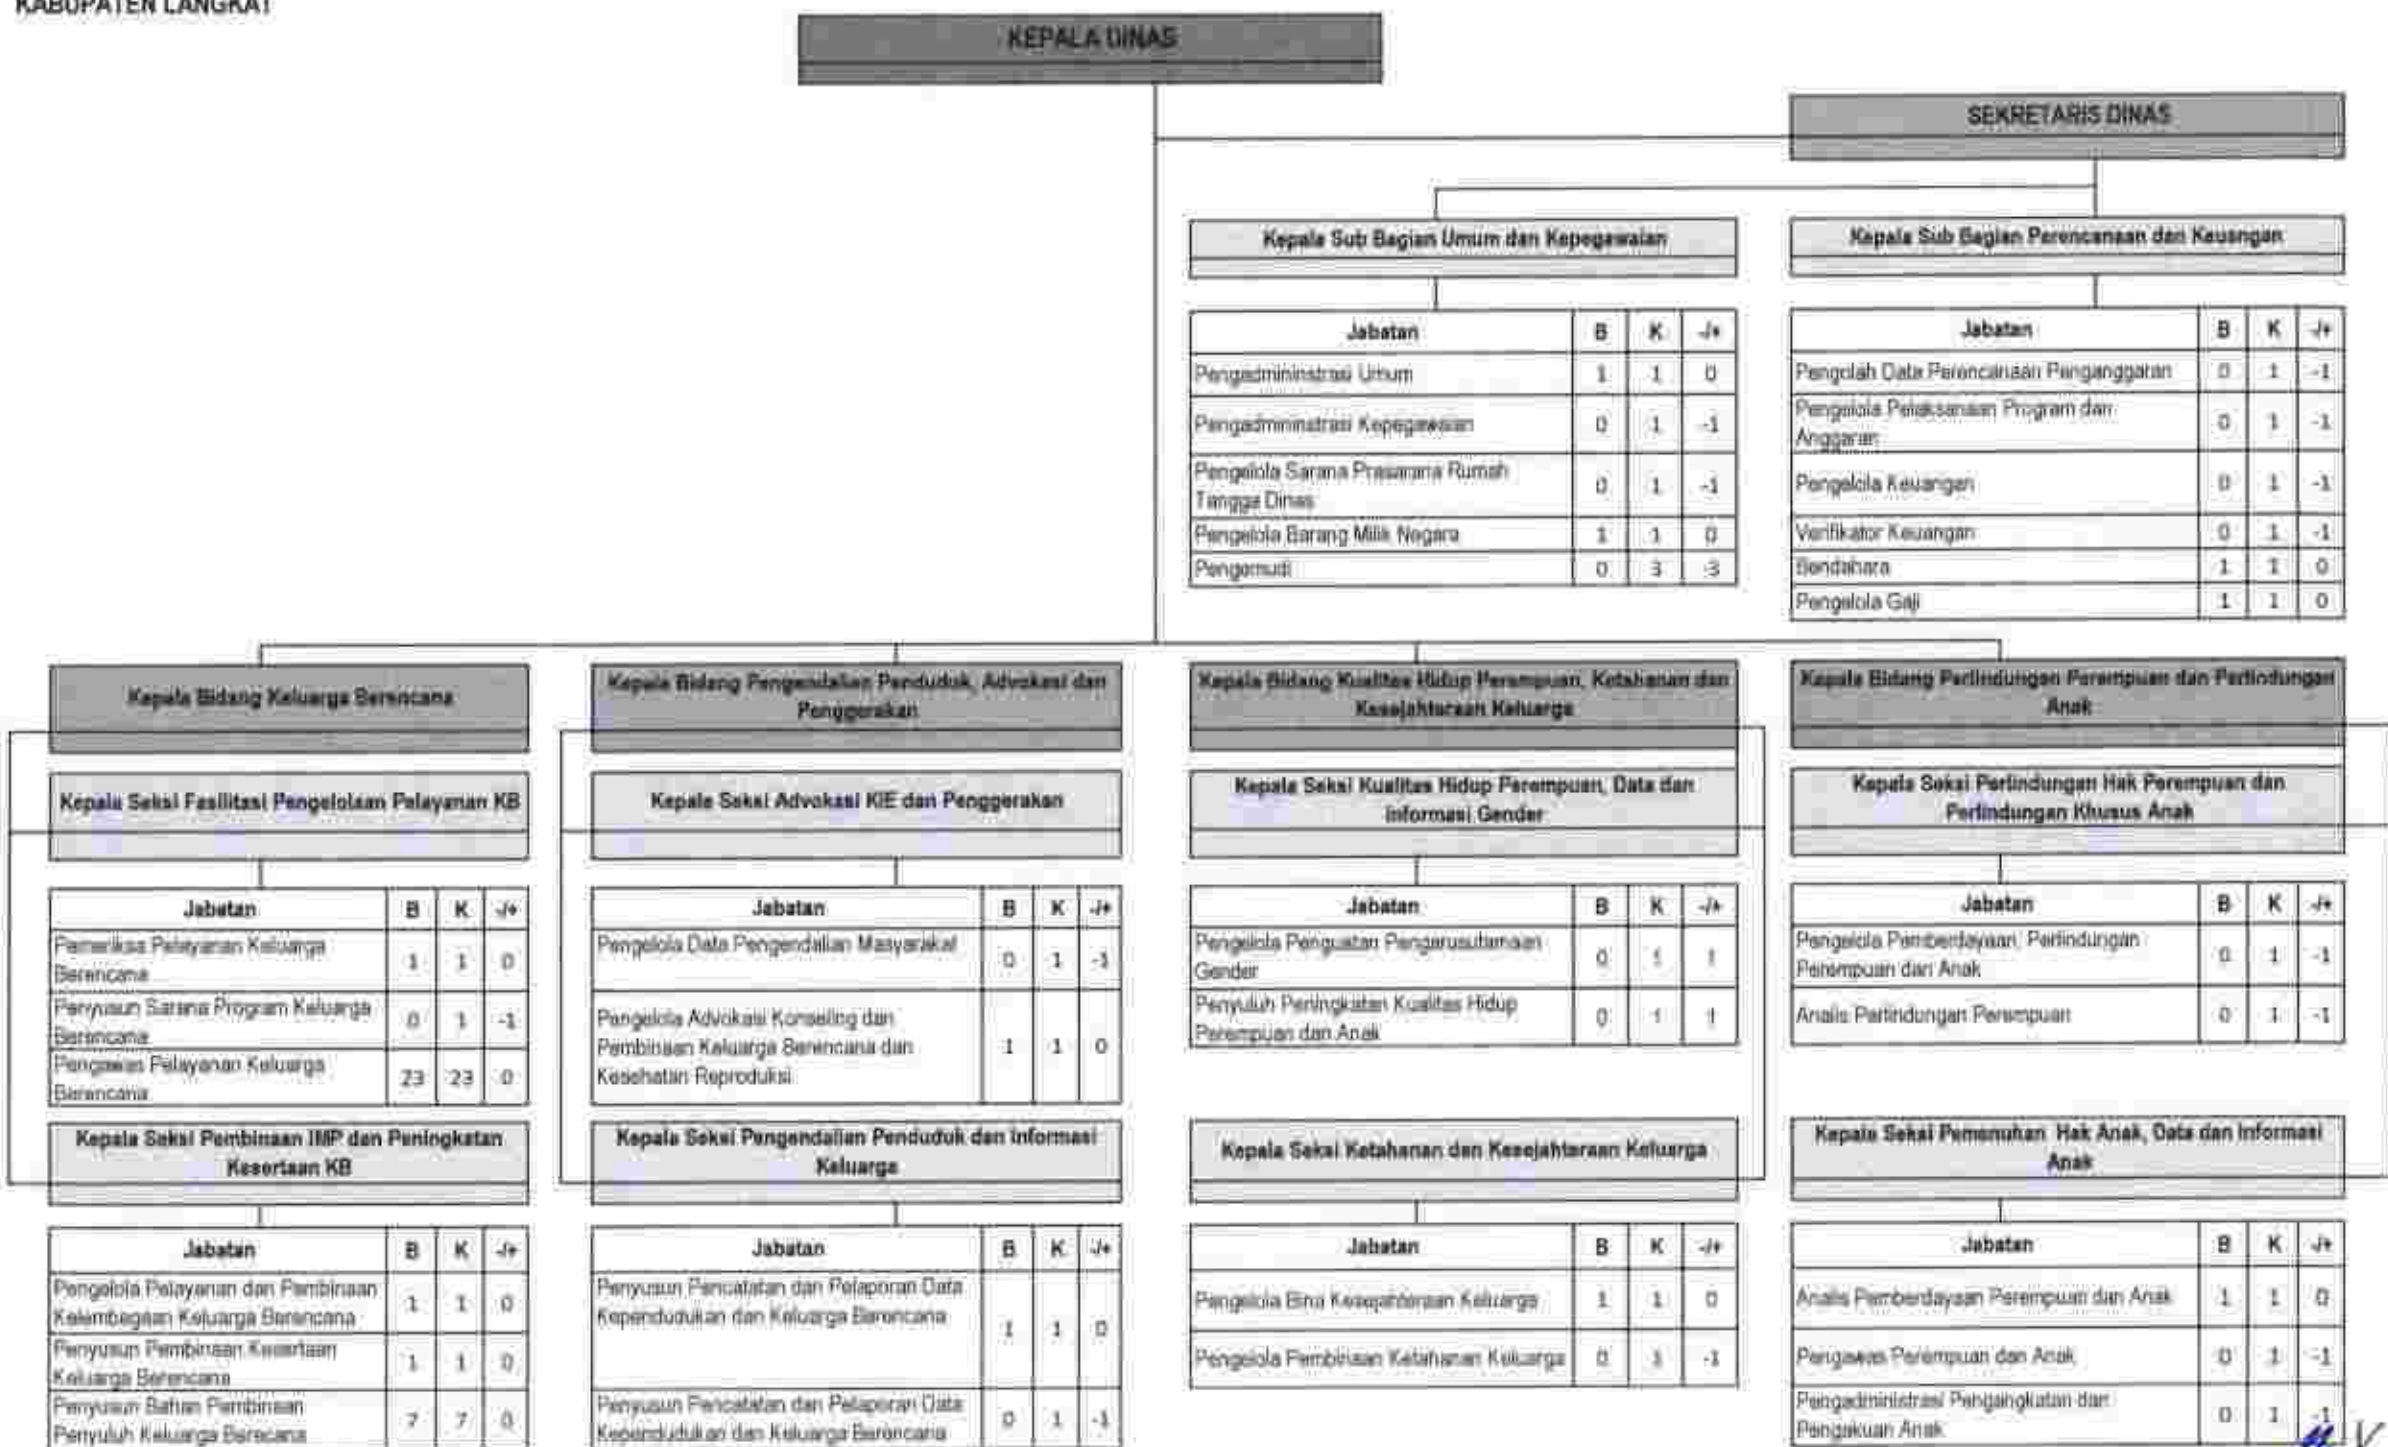 KABUPATEN LANGKAT
KEPALA DINAS
SEKRETARIS DINAS
Kepala Sub Bagian Umum dan Kepegawaian
Jabatan B K -/+
Pengadmininstrasi Umum 1 1 0
Pengadmininstrasi Kepegawaian 0 1 -1
Pengelola Sarana Prasarana Rumah
Tangga Dinas 0 1 -1
Pengelola Barang Milik Negara 1 1 0
Pengemudi 0 3 -3
Kepala Sub Bagian Perencanaan dan Keuangan
Jabatan B K -/+
Pengolah Data Perencanaan Penganggaran 0 1 -1
Pengelola Pelaksanaan Program dan
Anggaran 0 1 -1
Pengelola Keuangan 0 1 -1
Verifikator Keuangan 0 1 -1
Bendahara 1 1 0
Pengelola Gaji 1 1 0
Kepala Bidang Keluarga Berencana
Kepala Seksi Fasilitasi Pengelolaan Pelayanan KB
Jabatan B K -/+
Pemeriksa Pelayanan Keluarga
Berencana 1 1 0
Penyusun Sarana Program Keluarga
Berencana 0 1 -1
Pengawas Pelayanan Keluarga
Berencana 23 23 0
Kepala Seksi Pembinaan IMP dan Peningkatan
Kesertaan KB
Jabatan B K -/+
Pengelola Pelayanan dan Pembinaan
Kelembagaan Keluarga Berencana 1 1 0
Penyusun Pembinaan Kesertaan
Keluarga Berencana 1 1 0
Penyusun Bahan Pembinaan
Penyuluh Keluarga Berecana 7 7 0
Kepala Bidang Pengendalian Penduduk, Advokasi dan
Penggerakan
Kepala Seksi Advokasi KIE dan Penggerakan
Jabatan B K -/+
Pengelola Data Pengendalian Masyarakat 0 1 -1
Pengelola Advokasi Konseling dan
Pembinaan Keluarga Berencana dan
Kesehatan Reproduksi 1 1 0
Kepala Seksi Pengendalian Penduduk dan Informasi
Keluarga
Jabatan B K -/+
Penyusun Pencatatan dan Pelaporan Data
Kependudukan dan Keluarga Berencana 1 1 0
Penyusun Pencatatan dan Pelaporan Data
Kependudukan dan Keluarga Berencana 0 1 -1
Kepala Bidang Kualitas Hidup Perempuan, Ketahanan dan
Kesejahteraan Keluarga
Kepala Seksi Kualitas Hidup Perempuan, Data dan
Informasi Gender
Jabatan B K -/+
Pengelola Penguatan Pengarusutamaan
Gender 0 1 1
Penyuluh Peningkatan Kualitas Hidup
Perempuan dan Anak 0 1 1
Kepala Seksi Ketahanan dan Kesejahteraan Keluarga
Jabatan B K -/+
Pengelola Bina Kesejahteraan Keluarga 1 1 0
Pengelola Pembinaan Ketahanan Keluarga 0 1 -1
Kepala Bidang Perlindungan Perempuan dan Perlindungan
Anak
Kepala Seksi Perlindungan Hak Perempuan dan
Perlindungan Khusus Anak
Jabatan B K -/+
Pengelola Pemberdayaan, Perlindungan
Perempuan dan Anak 0 1 -1
Analis Perlindungan Perempuan 0 1 -1
Kepala Seksi Pemenuhan Hak Anak, Data dan Informasi
Anak
Jabatan B K -/+
Analis Pemberdayaan Perempuan dan Anak 1 1 0
Pengawas Perempuan dan Anak 0 1 -1
Pengadministrasi Pengangkatan dan
Pengakuan Anak 0 1 -1